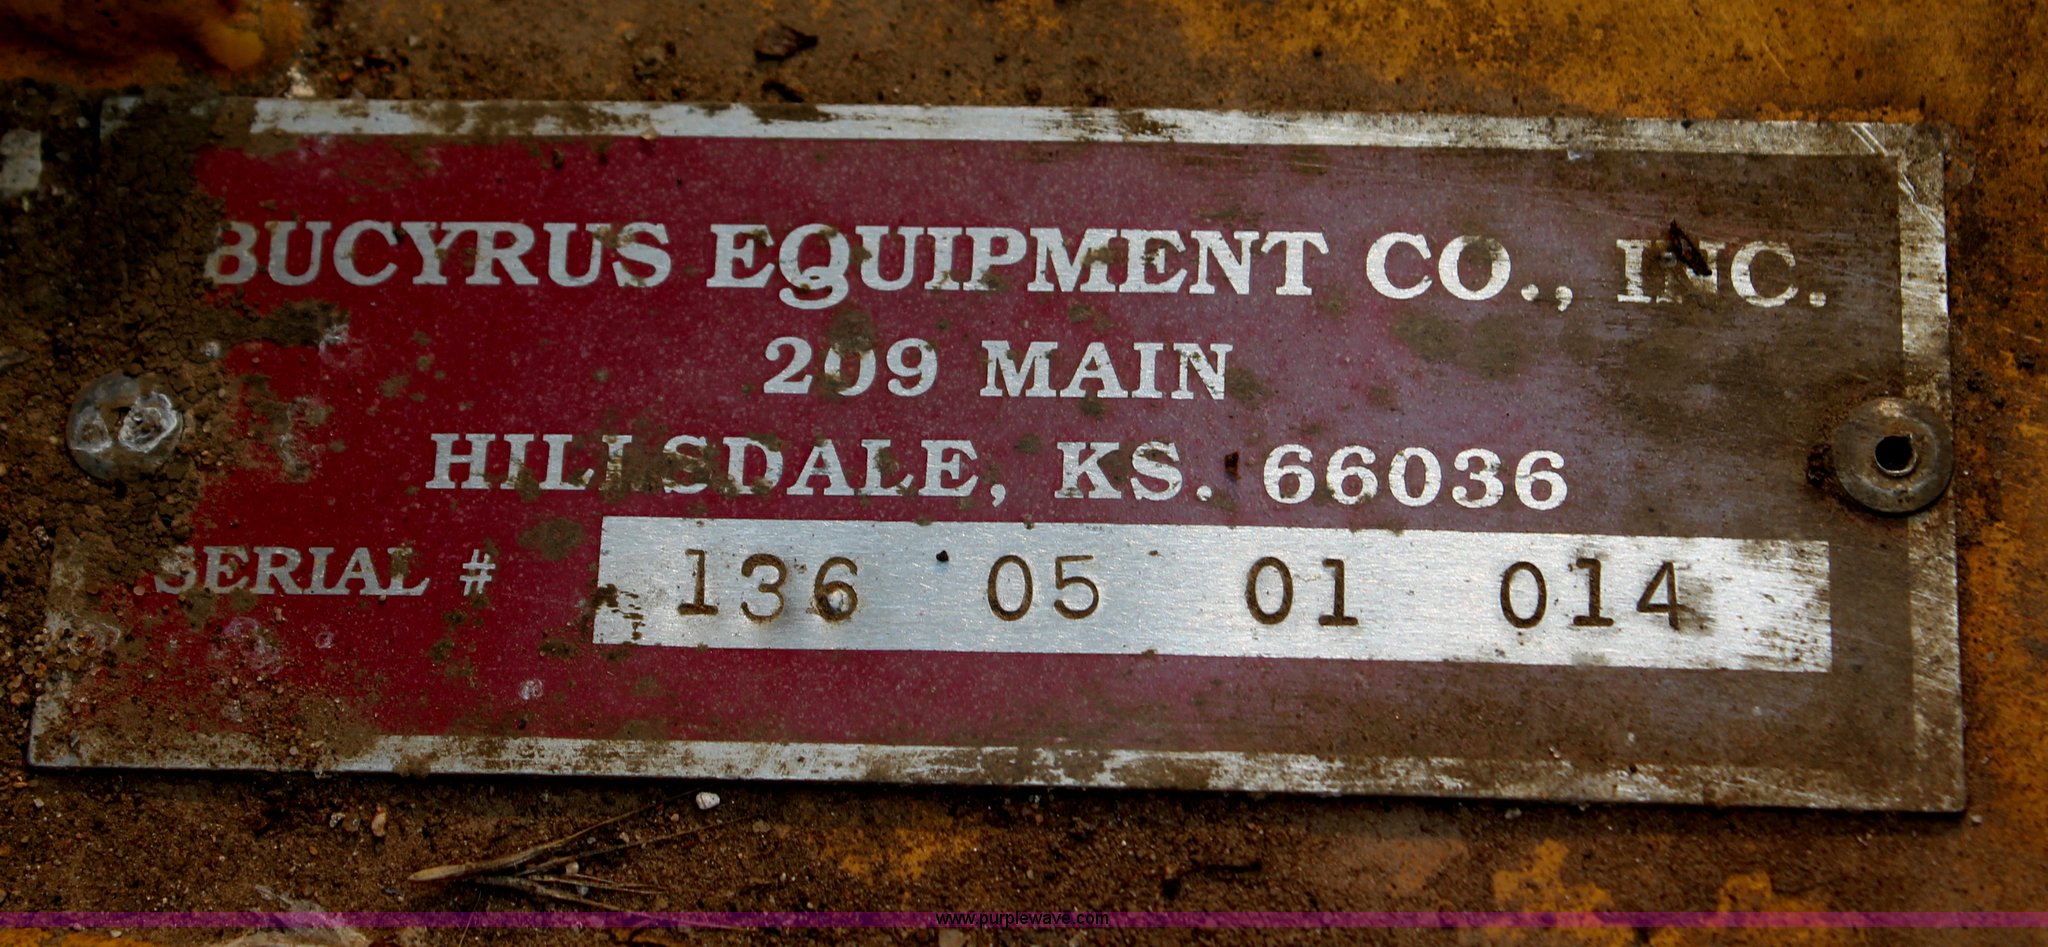 BUCYRUS EQUIPMENT CO., INC.
209 MAIN
HILLSDALE, KS. 66036
SERIAL # 136 05 01 014
www.purplewave.com